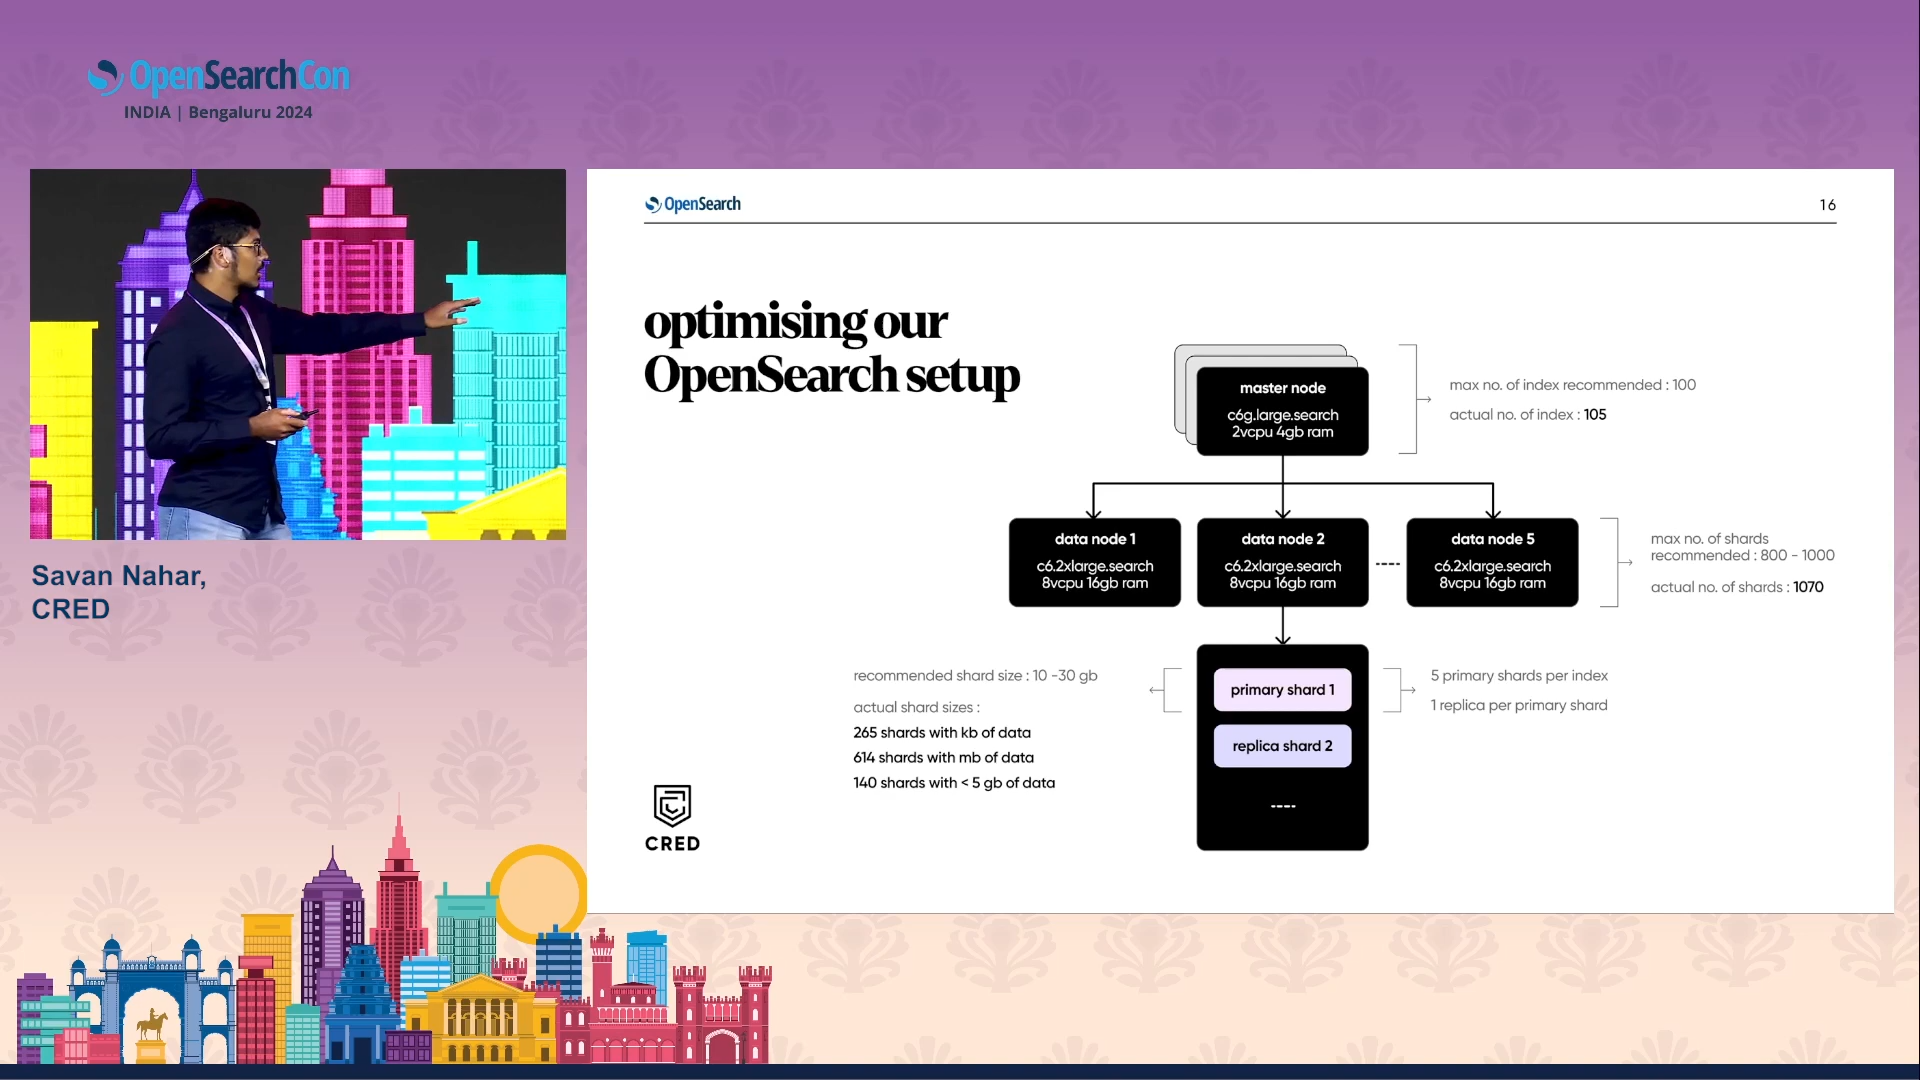 OpenSearchCon
INDIA | Bengaluru 2024
Savan Nahar,
CRED
OpenSearch
16
optimising our
OpenSearch setup
master node
c6g.large.search
2vcpu 4gb ram
max no. of index recommended : 100
actual no. of index : 105
data node 1
c6.2xlarge.search
8vcpu 16gb ram
data node 2
c6.2xlarge.search
8vcpu 16gb ram
data node 5
c6.2xlarge.search
8vcpu 16gb ram
max no. of shards
recommended : 800 - 1000
actual no. of shards : 1070
recommended shard size : 10 -30 gb
actual shard sizes :
265 shards with kb of data
614 shards with mb of data
140 shards with < 5 gb of data
primary shard 1
replica shard 2
5 primary shards per index
1 replica per primary shard
CRED